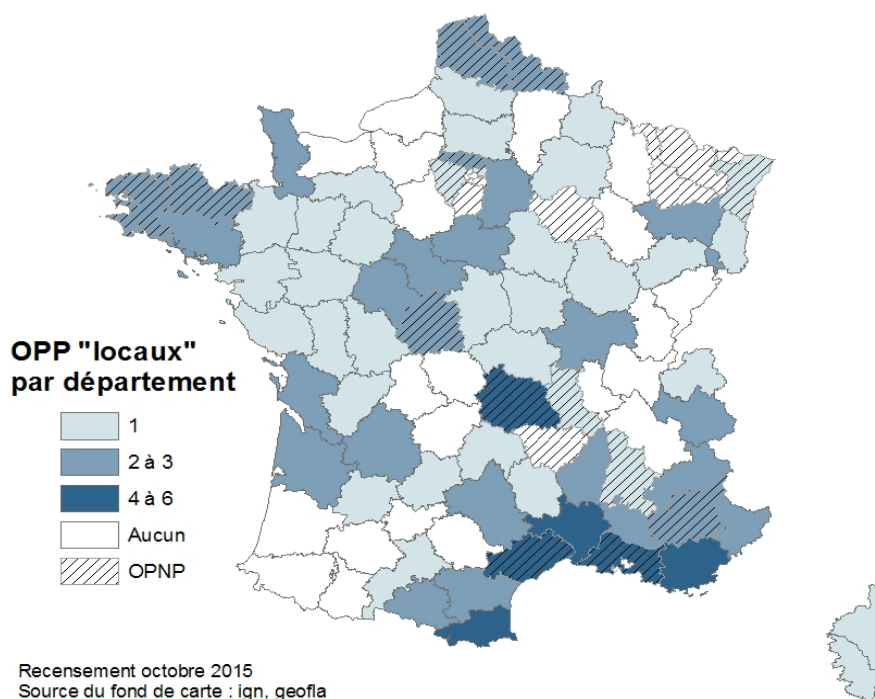 OPP "locaux"
par département
1
2 à 3
4 à 6
Aucun
OPNP
Recensement octobre 2015
Source du fond de carte : ign, geofla